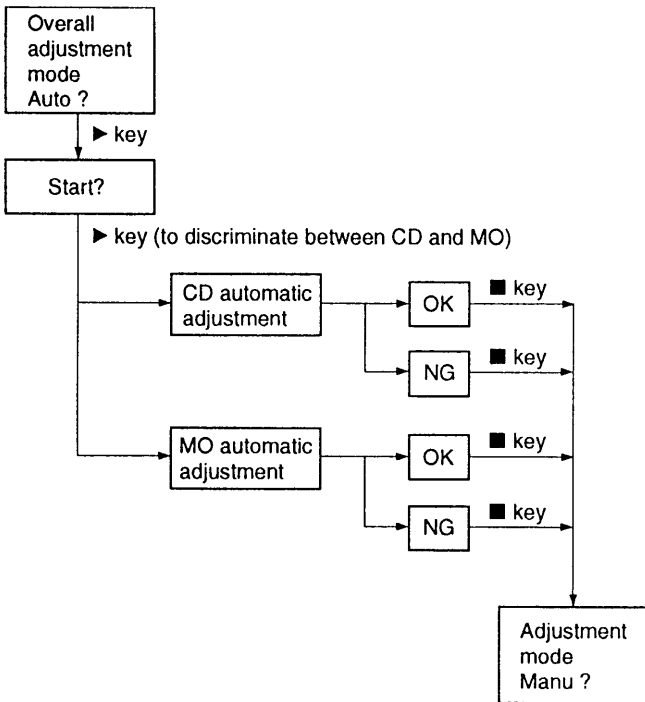 Overall
adjustment
mode
Auto ?
▶ key
Start?
▶ key (to discriminate between CD and MO)
CD automatic
adjustment
OK
■ key
NG
■ key
MO automatic
adjustment
OK
■ key
NG
■ key
Adjustment
mode
Manu ?